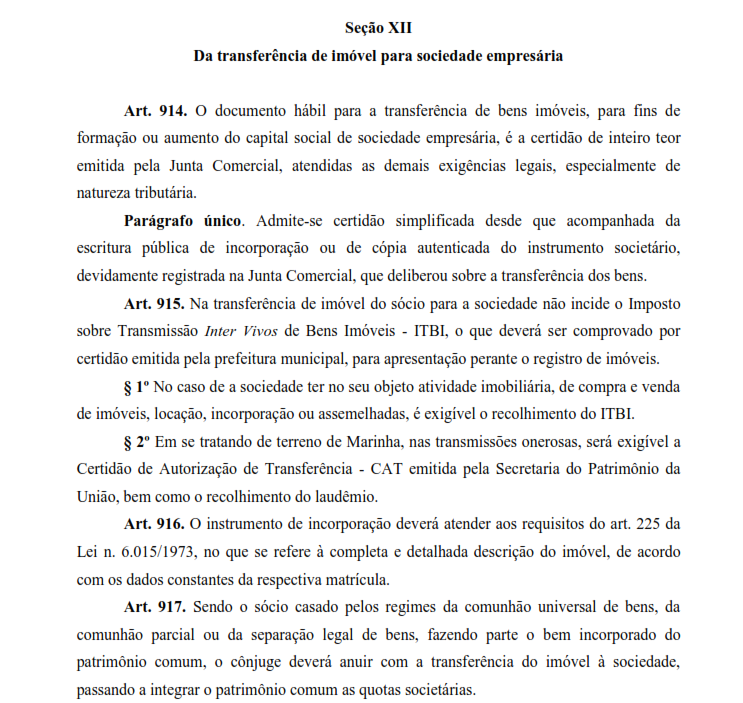 Seção XII
Da transferência de imóvel para sociedade empresária
Art. 914. O documento hábil para a transferência de bens imóveis, para fins de
formação ou aumento do capital social de sociedade empresária, é a certidão de inteiro teor
emitida pela Junta Comercial, atendidas as demais exigências legais, especialmente de
natureza tributária.
Parágrafo único. Admite-se certidão simplificada desde que acompanhada da
escritura pública de incorporação ou de cópia autenticada do instrumento societário,
devidamente registrada na Junta Comercial, que deliberou sobre a transferência dos bens.
Art. 915. Na transferência de imóvel do sócio para a sociedade não incide o Imposto
sobre Transmissão Inter Vivos de Bens Imóveis - ITBI, o que deverá ser comprovado por
certidão emitida pela prefeitura municipal, para apresentação perante o registro de imóveis.
§ 1º No caso de a sociedade ter no seu objeto atividade imobiliária, de compra e venda
de imóveis, locação, incorporação ou assemelhadas, é exigível o recolhimento do ITBI.
§ 2º Em se tratando de terreno de Marinha, nas transmissões onerosas, será exigível a
Certidão de Autorização de Transferência - CAT emitida pela Secretaria do Patrimônio da
União, bem como o recolhimento do laudêmio.
Art. 916. O instrumento de incorporação deverá atender aos requisitos do art. 225 da
Lei n. 6.015/1973, no que se refere à completa e detalhada descrição do imóvel, de acordo
com os dados constantes da respectiva matrícula.
Art. 917. Sendo o sócio casado pelos regimes da comunhão universal de bens, da
comunhão parcial ou da separação legal de bens, fazendo parte o bem incorporado do
patrimônio comum, o cônjuge deverá anuir com a transferência do imóvel à sociedade,
passando a integrar o patrimônio comum as quotas societárias.